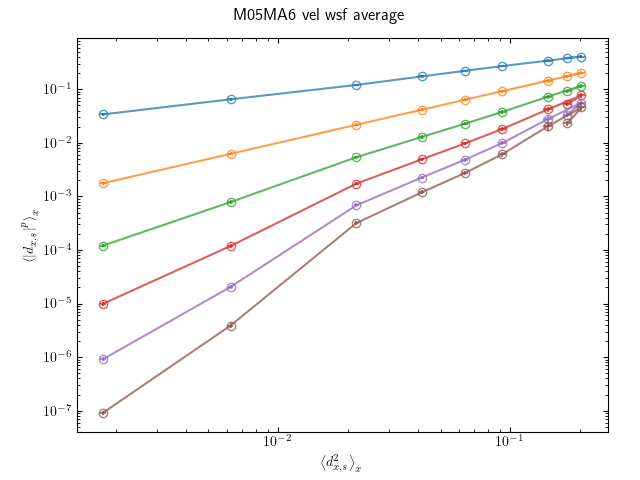 M05MA6 vel wsf average
⟨|d_{x,s}|^p⟩_x
10^{-1}
10^{-2}
10^{-3}
10^{-4}
10^{-5}
10^{-6}
10^{-7}
10^{-2} 10^{-1}
⟨d_{x,s}^2⟩_x